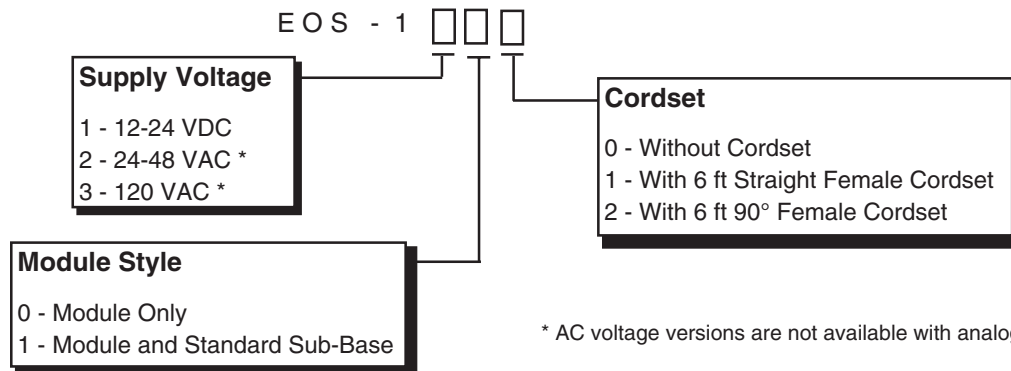 EOS - 1
Supply Voltage
1 - 12-24 VDC
2 - 24-48 VAC *
3 - 120 VAC *
Cordset
0 - Without Cordset
1 - With 6 ft Straight Female Cordset
2 - With 6 ft 90° Female Cordset
Module Style
0 - Module Only
1 - Module and Standard Sub-Base
* AC voltage versions are not available with